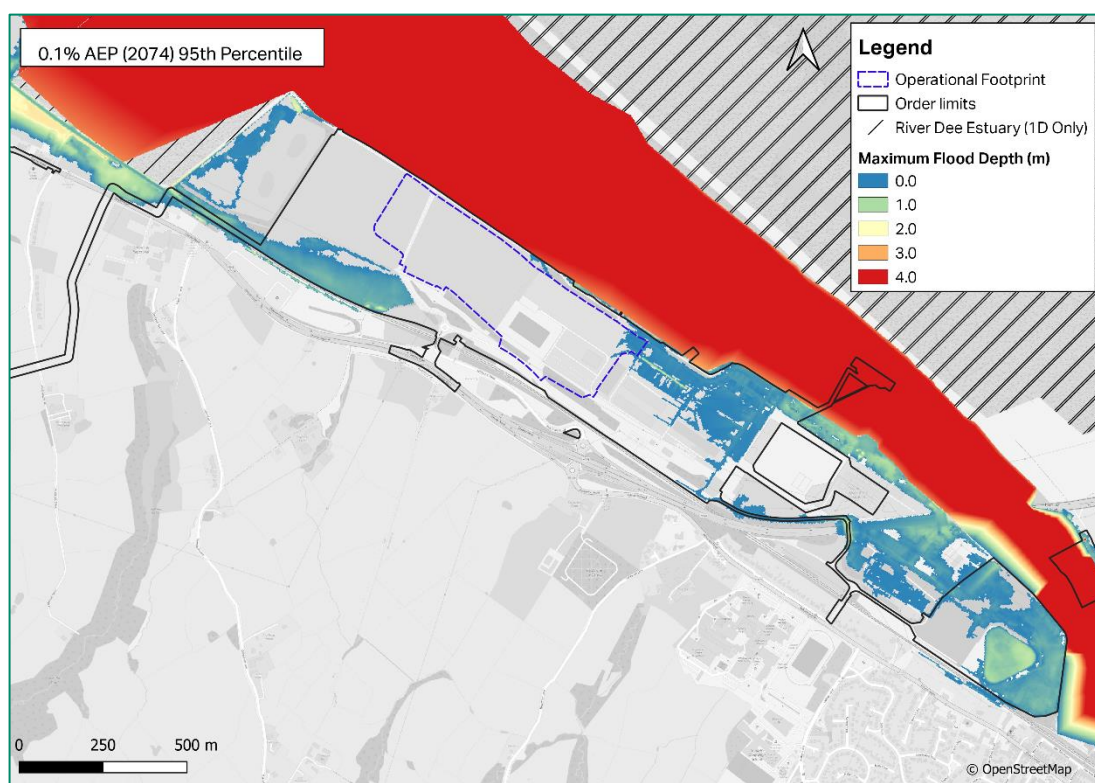 0.1% AEP (2074) 95th Percentile
Legend
Operational Footprint
Order limits
River Dee Estuary (1D Only)
Maximum Flood Depth (m)
0.0
1.0
2.0
3.0
4.0
0 250 500 m
© OpenStreetMap